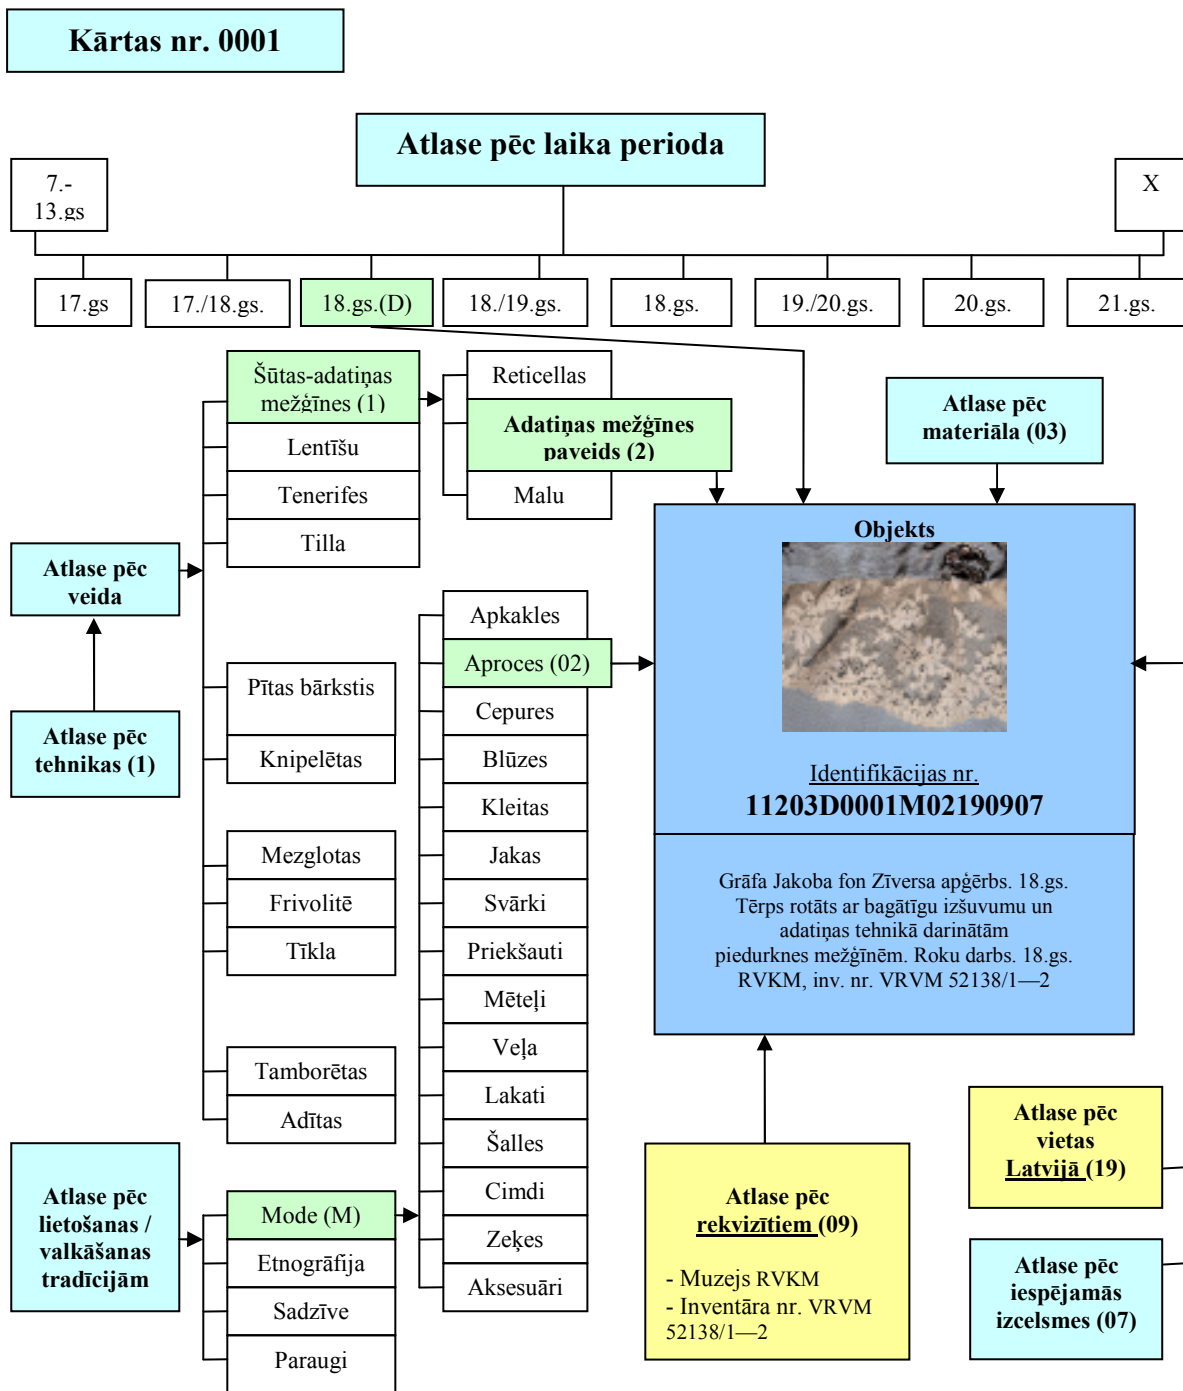 Kārtas nr. 0001
Atlase pēc laika perioda
7.-
13.gs
X
17.gs
17./18.gs.
18.gs.(D)
18./19.gs.
18.gs.
19./20.gs.
20.gs.
21.gs.
Šūtas-adatiņas
mežģīnes (1)
Lentīšu
Tenerifes
Tilla
Reticellas
Adatiņas mežģīnes
paveids (2)
Malu
Atlase pēc
materiāla (03)
Atlase pēc
veida
Atlase pēc
tehnikas (1)
Pītas bārkstis
Knipelētas
Mezglotas
Frivolitē
Tīkla
Tamborētas
Adītas
Apkakles
Aproces (02)
Cepures
Blūzes
Kleitas
Jakas
Svārki
Priekšauti
Mēteļi
Veļa
Lakati
Šalles
Cimdi
Zeķes
Aksesuāri
Objekts
Identifikācijas nr.
11203D0001M02190907
Grāfa Jakoba fon Zīversa apģērbs. 18.gs.
Tērps rotāts ar bagātīgu izšuvumu un
adatiņas tehnikā darinātām
piedurknes mežģīnēm. Roku darbs. 18.gs.
RVKM, inv. nr. VRVM 52138/1—2
Atlase pēc
lietošanas /
valkāšanas
tradīcijām
Mode (M)
Etnogrāfija
Sadzīve
Paraugi
Atlase pēc
rekvizītiem (09)
- Muzejs RVKM
- Inventāra nr. VRVM
52138/1—2
Atlase pēc
vietas
Latvijā (19)
Atlase pēc
iespējamās
izcelsmes (07)